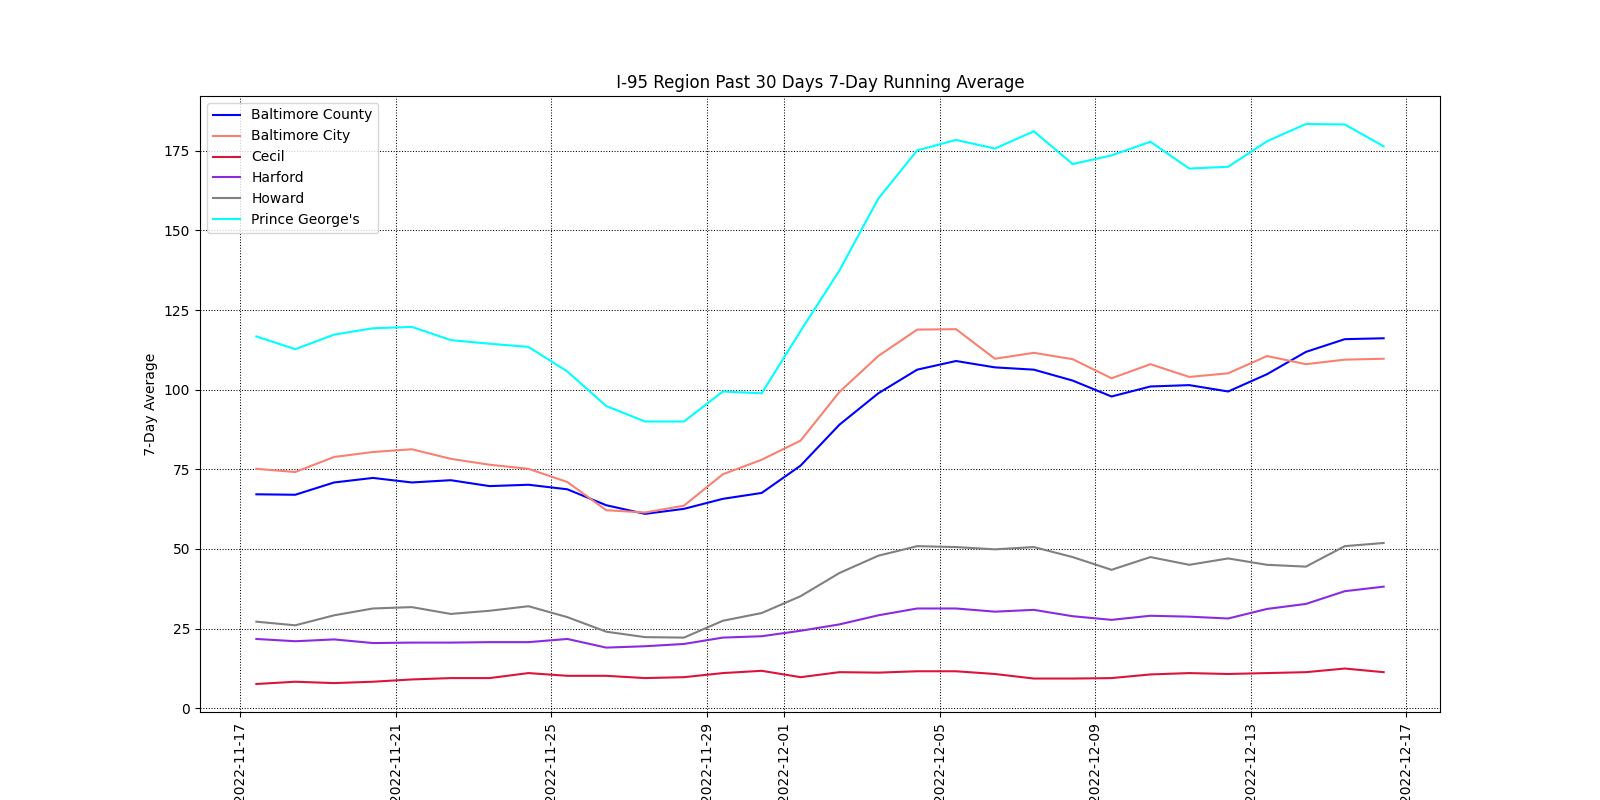 I-95 Region Past 30 Days 7-Day Running Average
Baltimore County
Baltimore City
Cecil
Harford
Howard
Prince George's
7-Day Average
175
150
125
100
75
50
25
0
2022-11-17
2022-11-21
2022-11-25
2022-11-29
2022-12-01
2022-12-05
2022-12-09
2022-12-13
2022-12-17